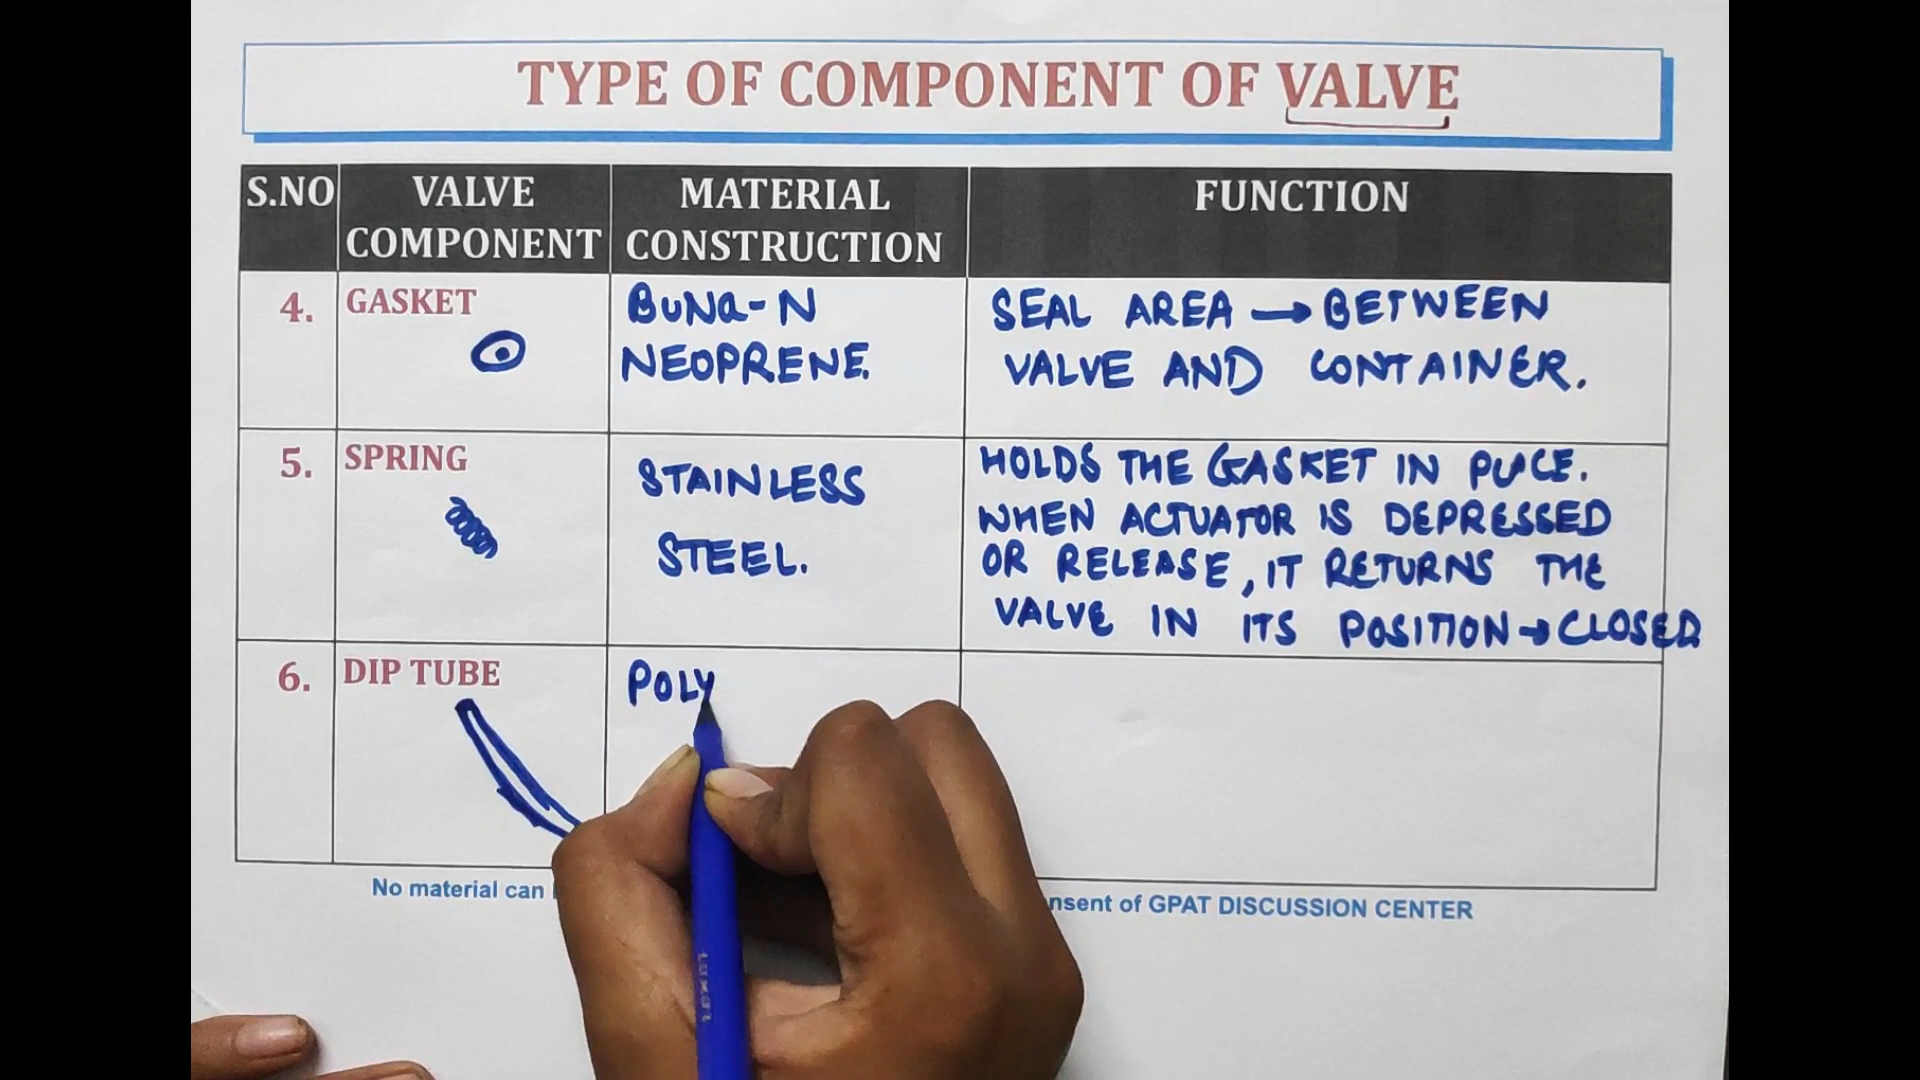 TYPE OF COMPONENT OF VALVE
S.NO VALVE COMPONENT MATERIAL CONSTRUCTION FUNCTION
4. GASKET
BUNa-N
NEOPRENE.
SEAL AREA → BETWEEN
VALVE AND CONTAINER.
5. SPRING
STAINLESS
STEEL.
HOLDS THE GASKET IN PLACE.
WHEN ACTUATOR IS DEPRESSED
OR RELEASE, IT RETURNS THE
VALVE IN ITS POSITION → CLOSED
6. DIP TUBE
POLY
No material can
nsent of GPAT DISCUSSION CENTER
LUXOR